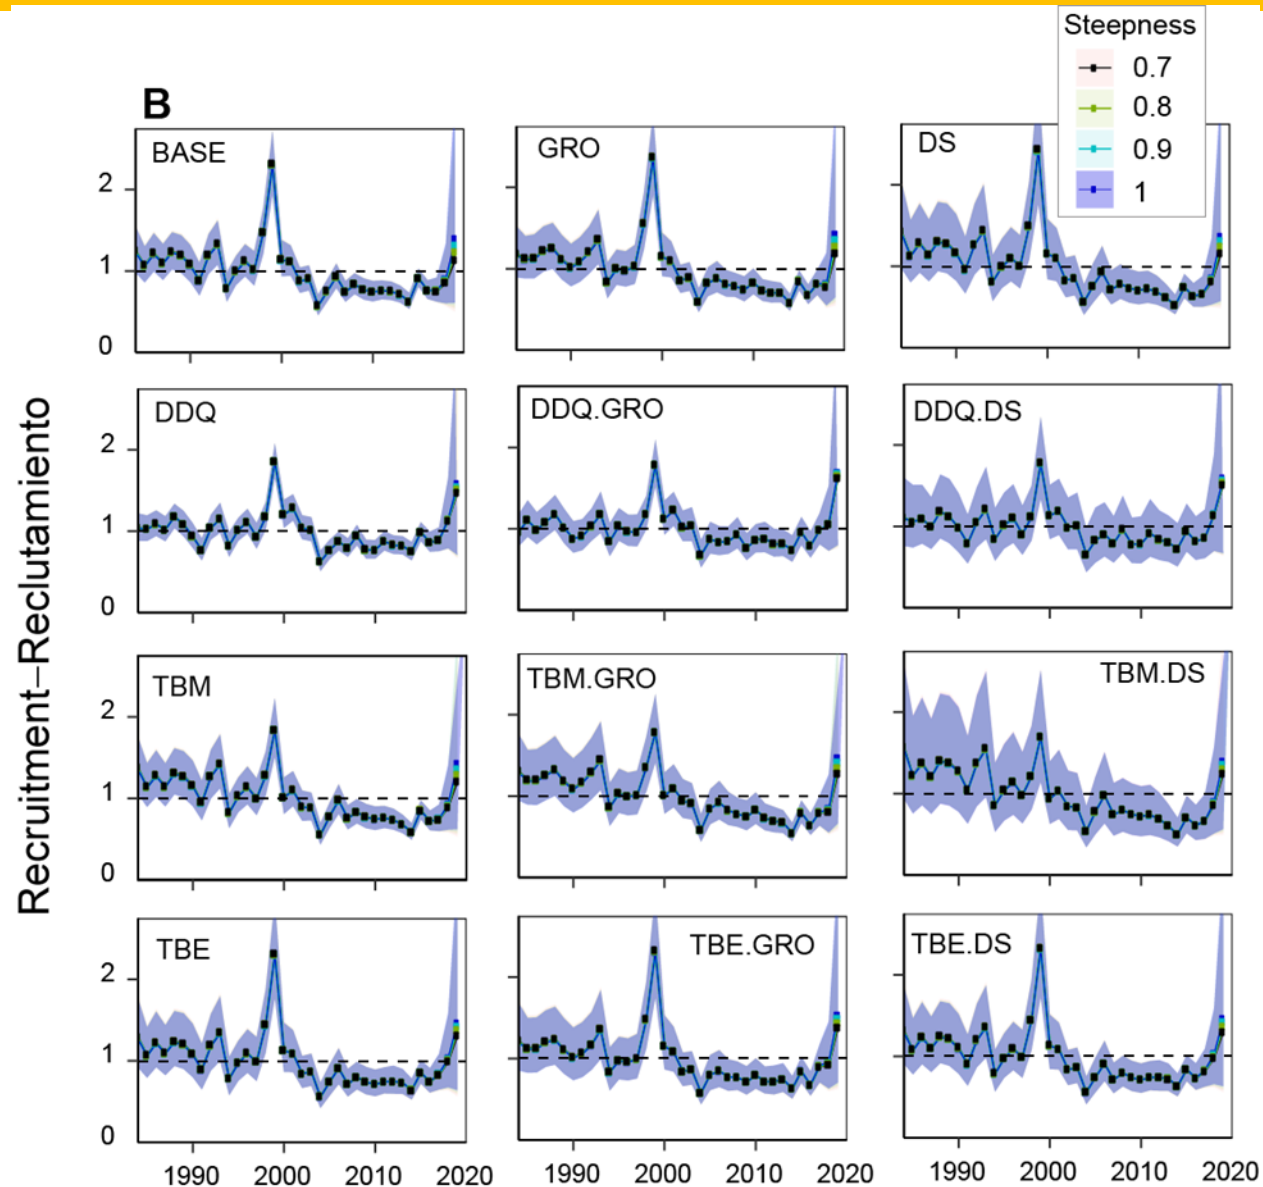 Steepness
0.7
0.8
0.9
1
B
Recruitment–Reclutamiento
BASE
GRO
DS
2
1
0
DDQ
DDQ.GRO
DDQ.DS
2
1
0
TBM
TBM.GRO
TBM.DS
2
1
0
TBE
TBE.GRO
TBE.DS
2
1
0
1990 2000 2010 2020
1990 2000 2010 2020
1990 2000 2010 2020